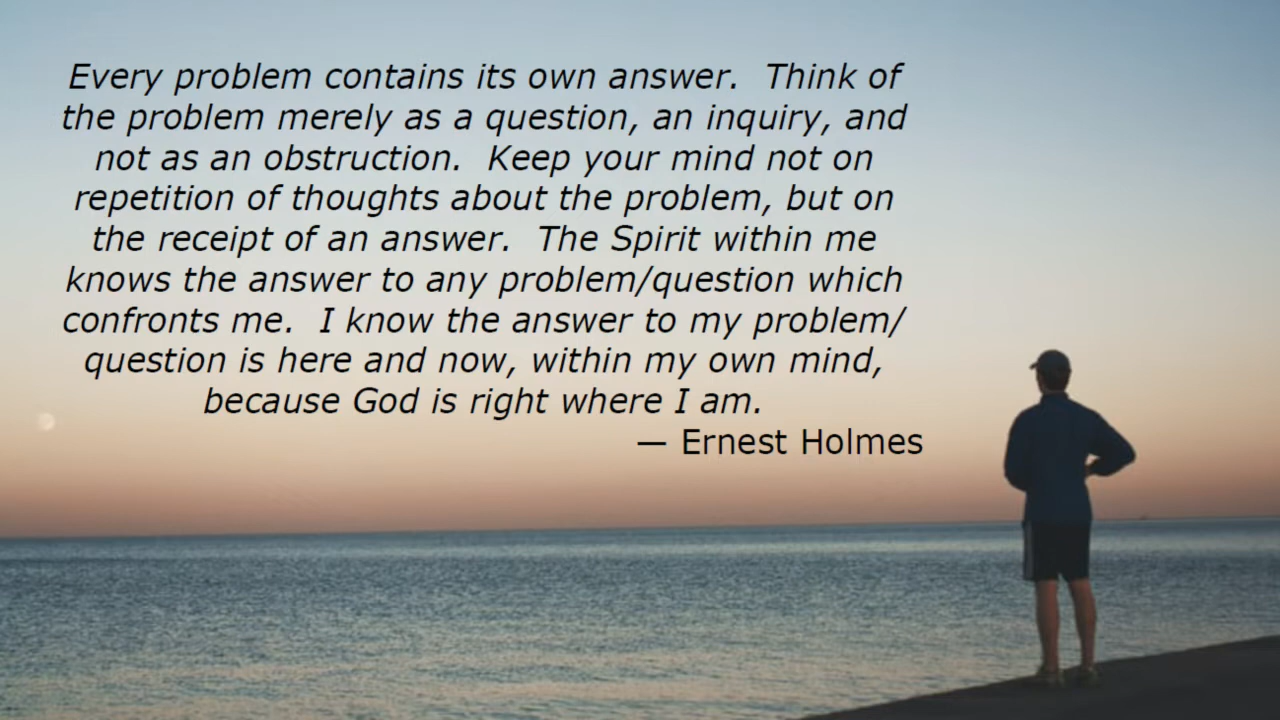 Every problem contains its own answer.  Think of
the problem merely as a question, an inquiry, and
not as an obstruction.  Keep your mind not on
repetition of thoughts about the problem, but on
the receipt of an answer.  The Spirit within me
knows the answer to any problem/question which
confronts me.  I know the answer to my problem/
question is here and now, within my own mind,
because God is right where I am.
— Ernest Holmes